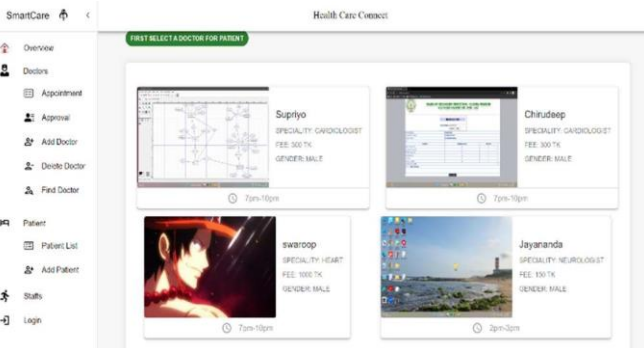 SmartCare
Health Care Connect
FIRST SELECT A DOCTOR FOR PATIENT
Overview
Doctors
Appointment
Approval
Add Doctor
Delete Doctor
Find Doctor
Patient
Patient List
Add Patient
Staffs
Login
Supriyo
SPECIALITY: CARDIOLOGIST
FEE: 500 TK
GENDER: MALE
7pm-10pm
Chirudeep
SPECIALITY: CARDIOLOGIST
FEE: 500 TK
GENDER: MALE
7pm-10pm
swaroop
SPECIALITY: HEART
FEE: 1000 TK
GENDER: MALE
7pm-10pm
Jayananda
SPECIALITY: NEUROLOGIST
FEE: 150 TK
GENDER: MALE
2pm-3pm